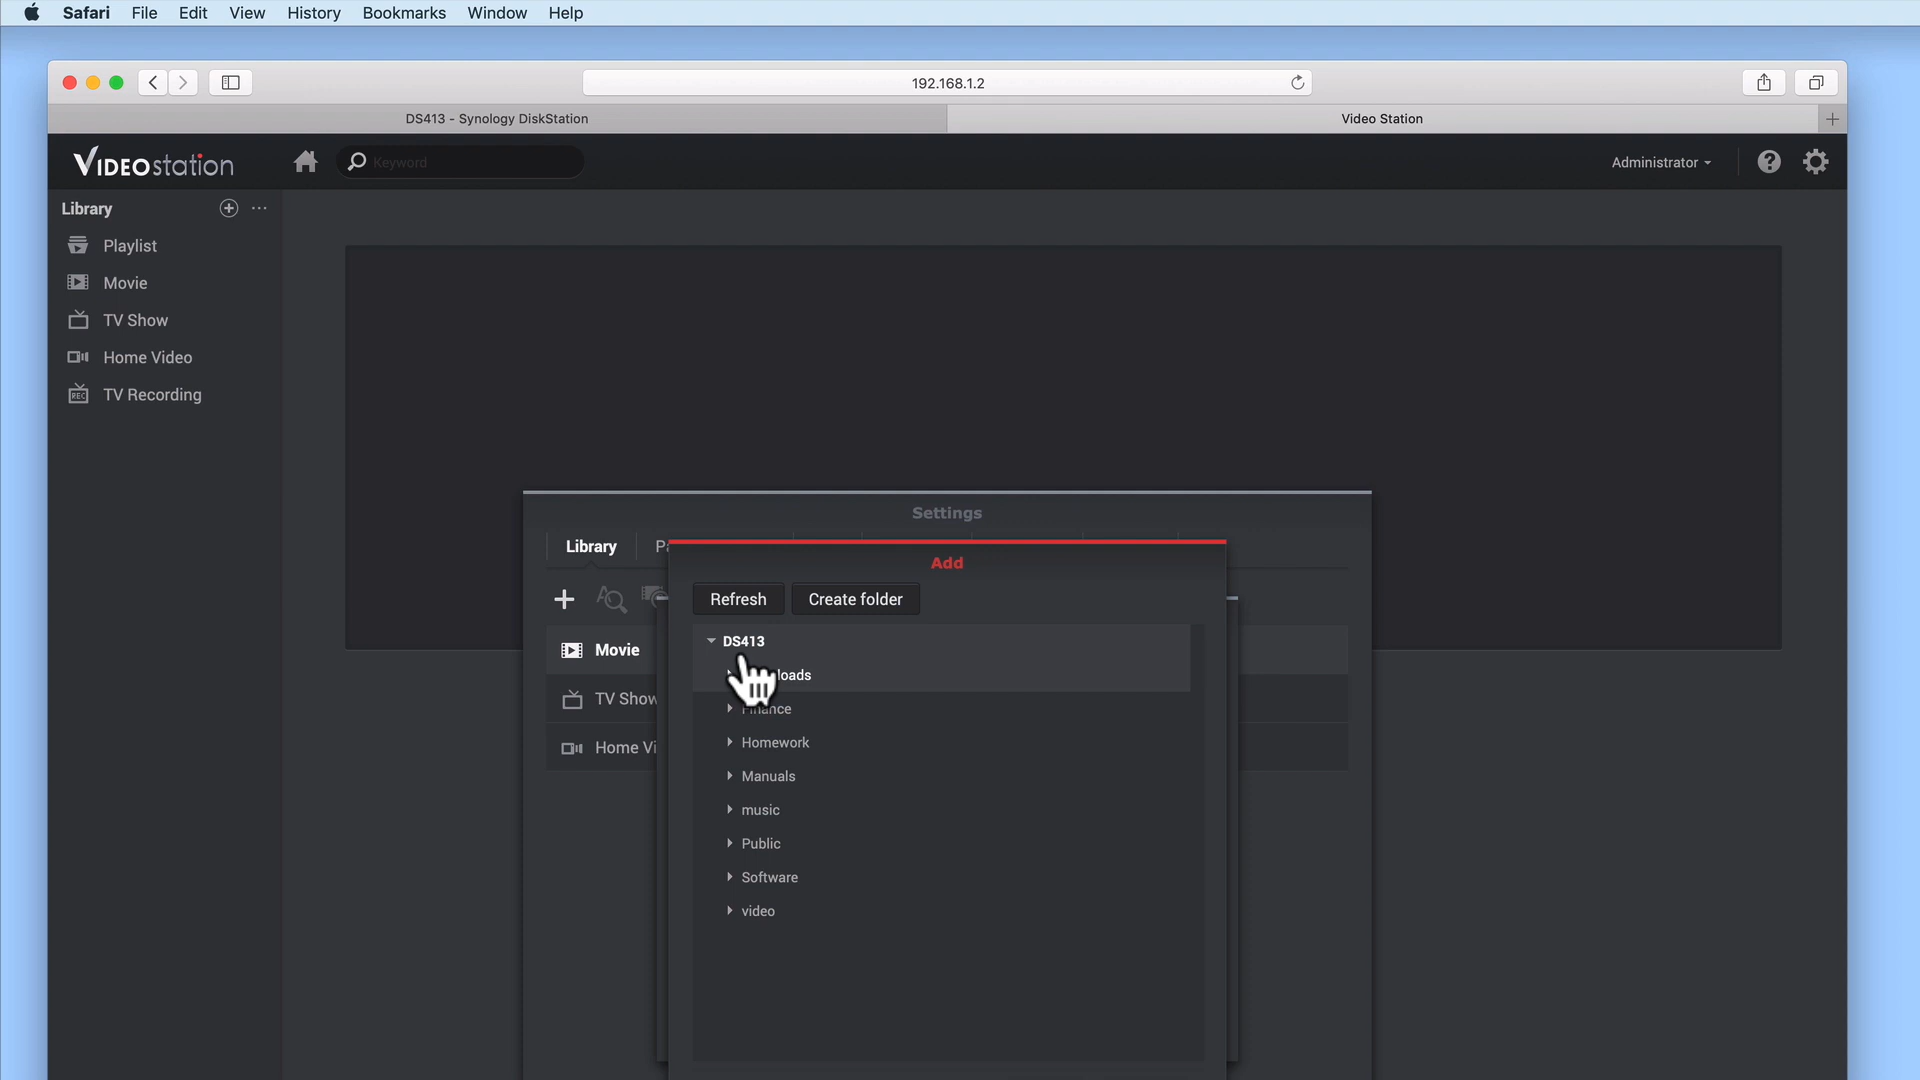 Safari File Edit View History Bookmarks Window Help
192.168.1.2
DS413 - Synology DiskStation
Video Station
VIDEOstation
Keyword
Administrator
Library
Playlist
Movie
TV Show
Home Video
TV Recording
REC
Settings
Library
Add
Refresh
Create folder
DS413
Movie
loads
TV Show
Finance
Homework
Home Vi
Manuals
music
Public
Software
video